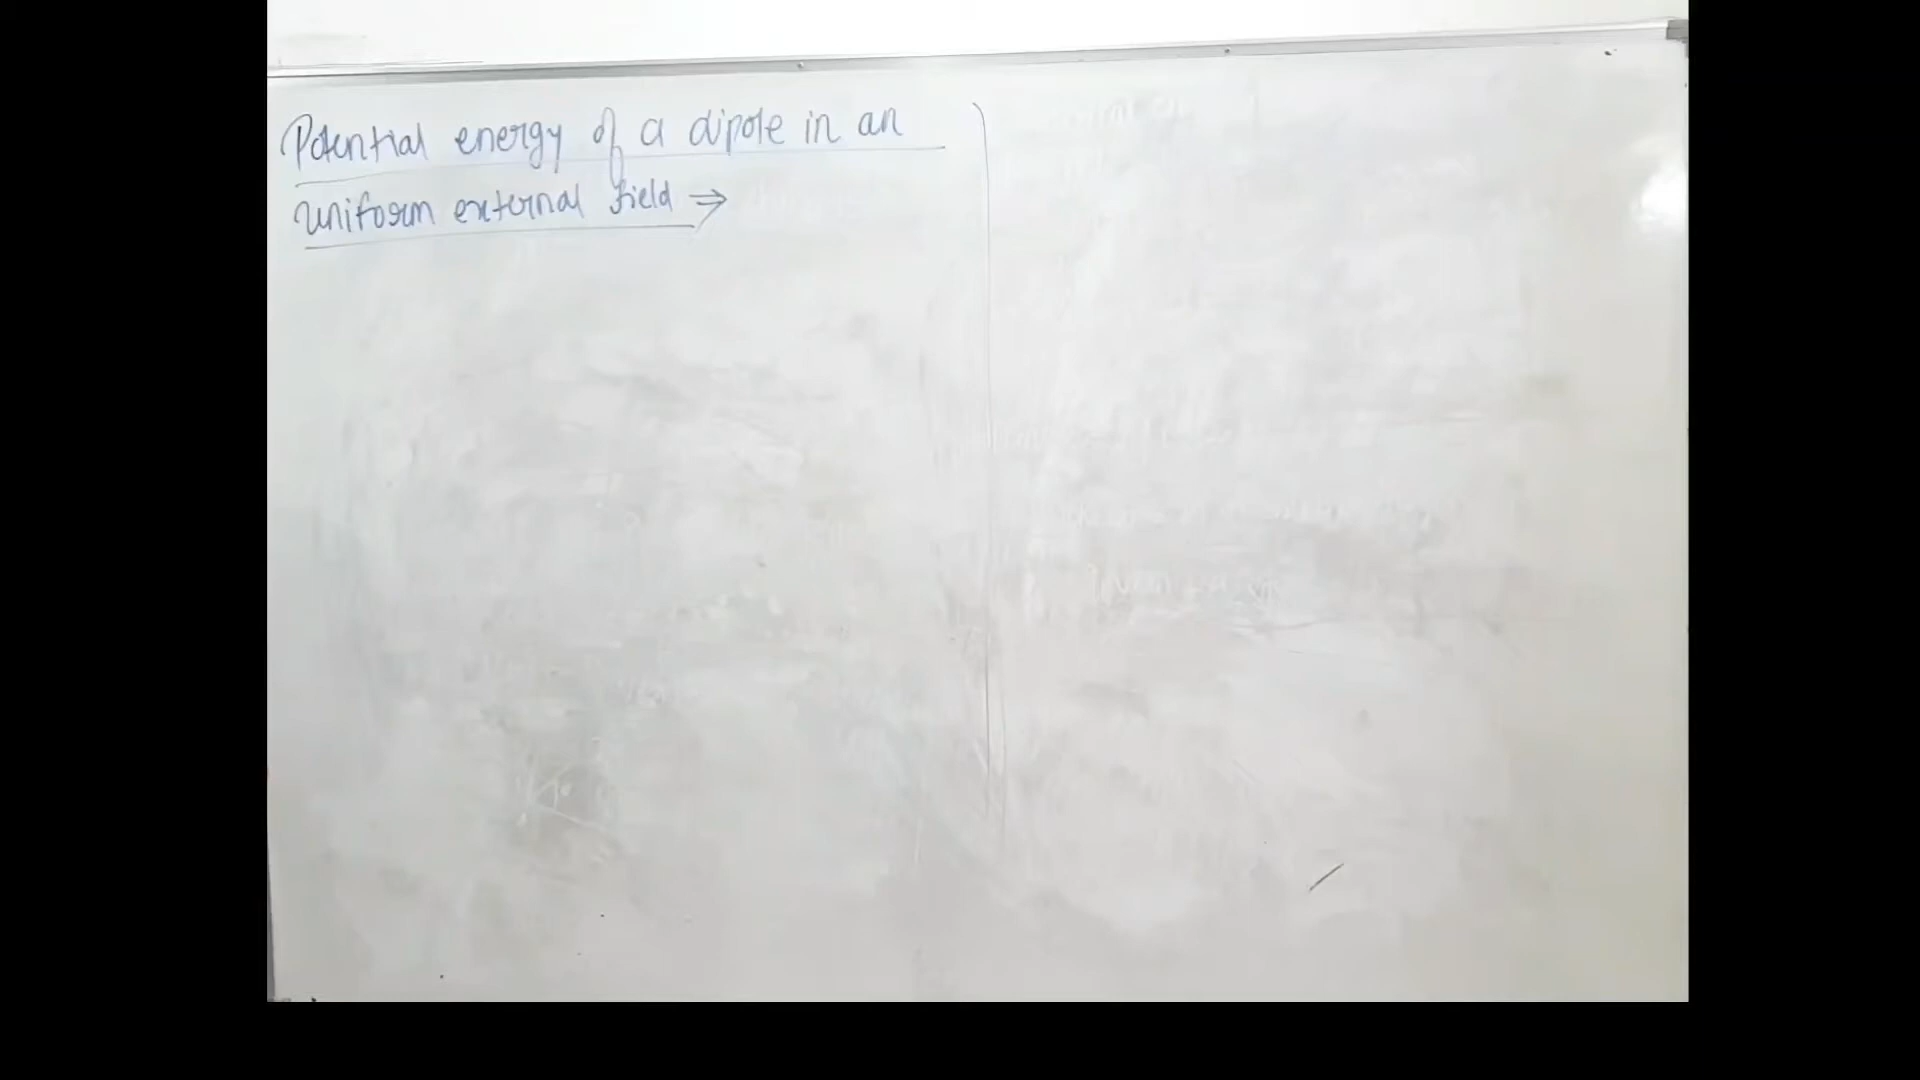 Potential energy of a dipole in an
uniform external field ⇒